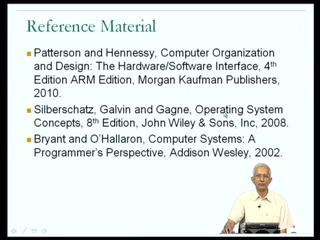 Reference Material
Patterson and Hennessy, Computer Organization
and Design: The Hardware/Software Interface, 4th
Edition ARM Edition, Morgan Kaufman Publishers,
2010.
Silberschatz, Galvin and Gagne, Operating System
Concepts, 8th Edition, John Wiley & Sons, Inc, 2008.
Bryant and O'Hallaron, Computer Systems: A
Programmer's Perspective, Addison Wesley, 2002.